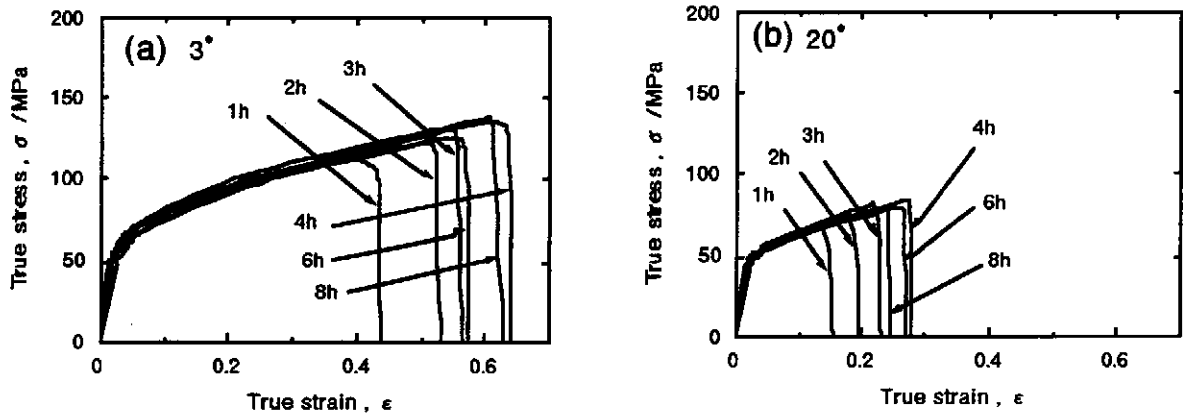 200
(a) 3°
150
3h
2h
1h
100
4h
50
6h
8h
0
0 0.2 0.4 0.6
True strain , ε
True stress , σ /MPa
200
(b) 20°
150
4h
3h
100
2h
1h
6h
50
8h
0
0 0.2 0.4 0.6
True strain , ε
True stress , σ /MPa